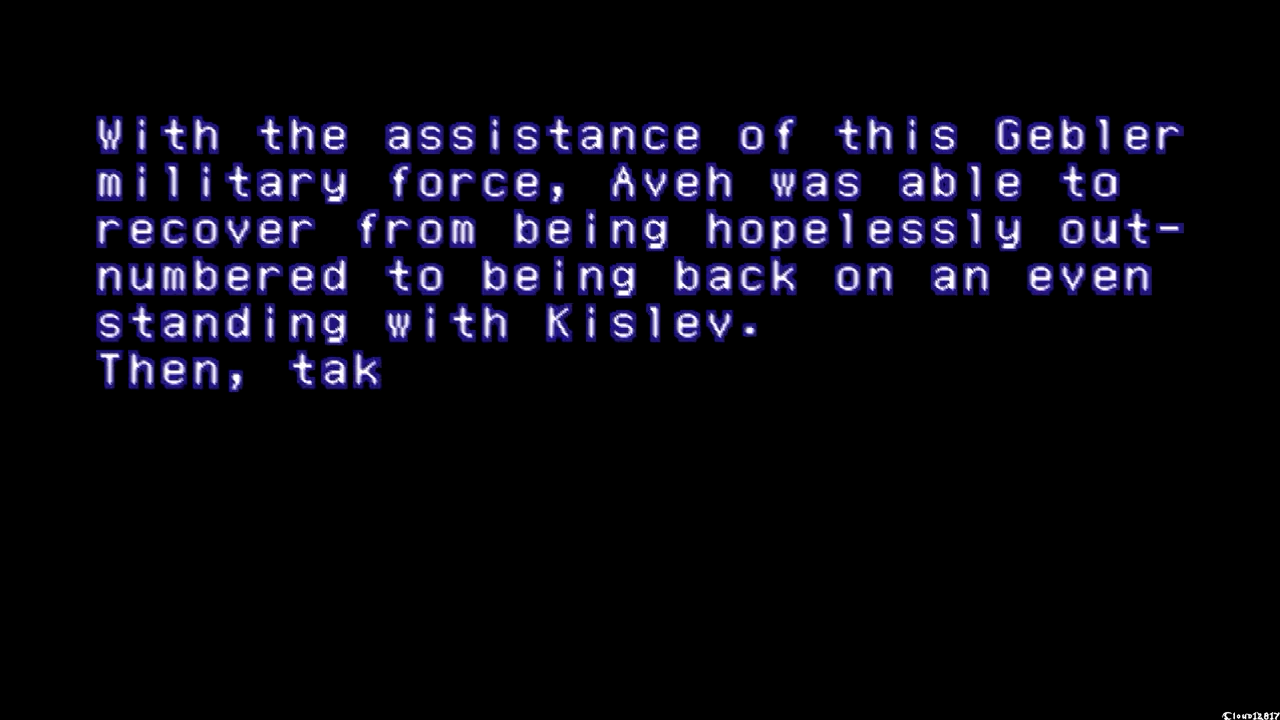 With the assistance of this Gebler
military force, Aveh was able to
recover from being hopelessly out-
numbered to being back on an even
standing with Kislev.
Then, tak